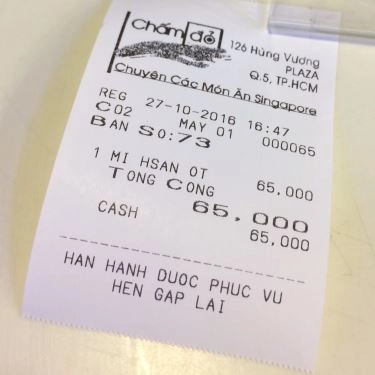 Chấm đỏ
126 Hùng Vương
PLAZA
Q.5, TP.HCM
Chuyên Các Món Ăn Singapore
REG 27-10-2016 16:47
C02 MAY 01 000065
BAN SO:73
1 MI HSAN OT 65,000
TONG CONG 65,000
CASH 65,000
HAN HANH DUOC PHUC VU
HEN GAP LAI